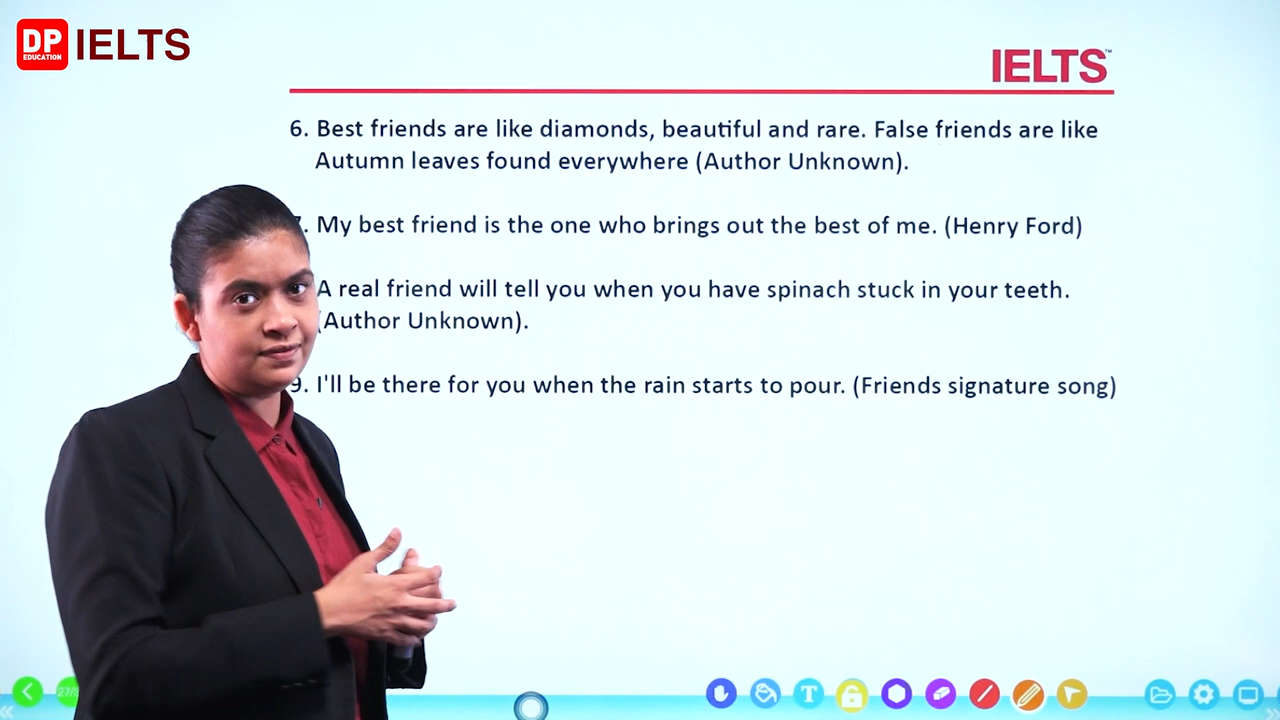 DP
EDUCATION
IELTS
IELTS™
6. Best friends are like diamonds, beautiful and rare. False friends are like
Autumn leaves found everywhere (Author Unknown).
7. My best friend is the one who brings out the best of me. (Henry Ford)
A real friend will tell you when you have spinach stuck in your teeth.
(Author Unknown).
9. I'll be there for you when the rain starts to pour. (Friends signature song)
T